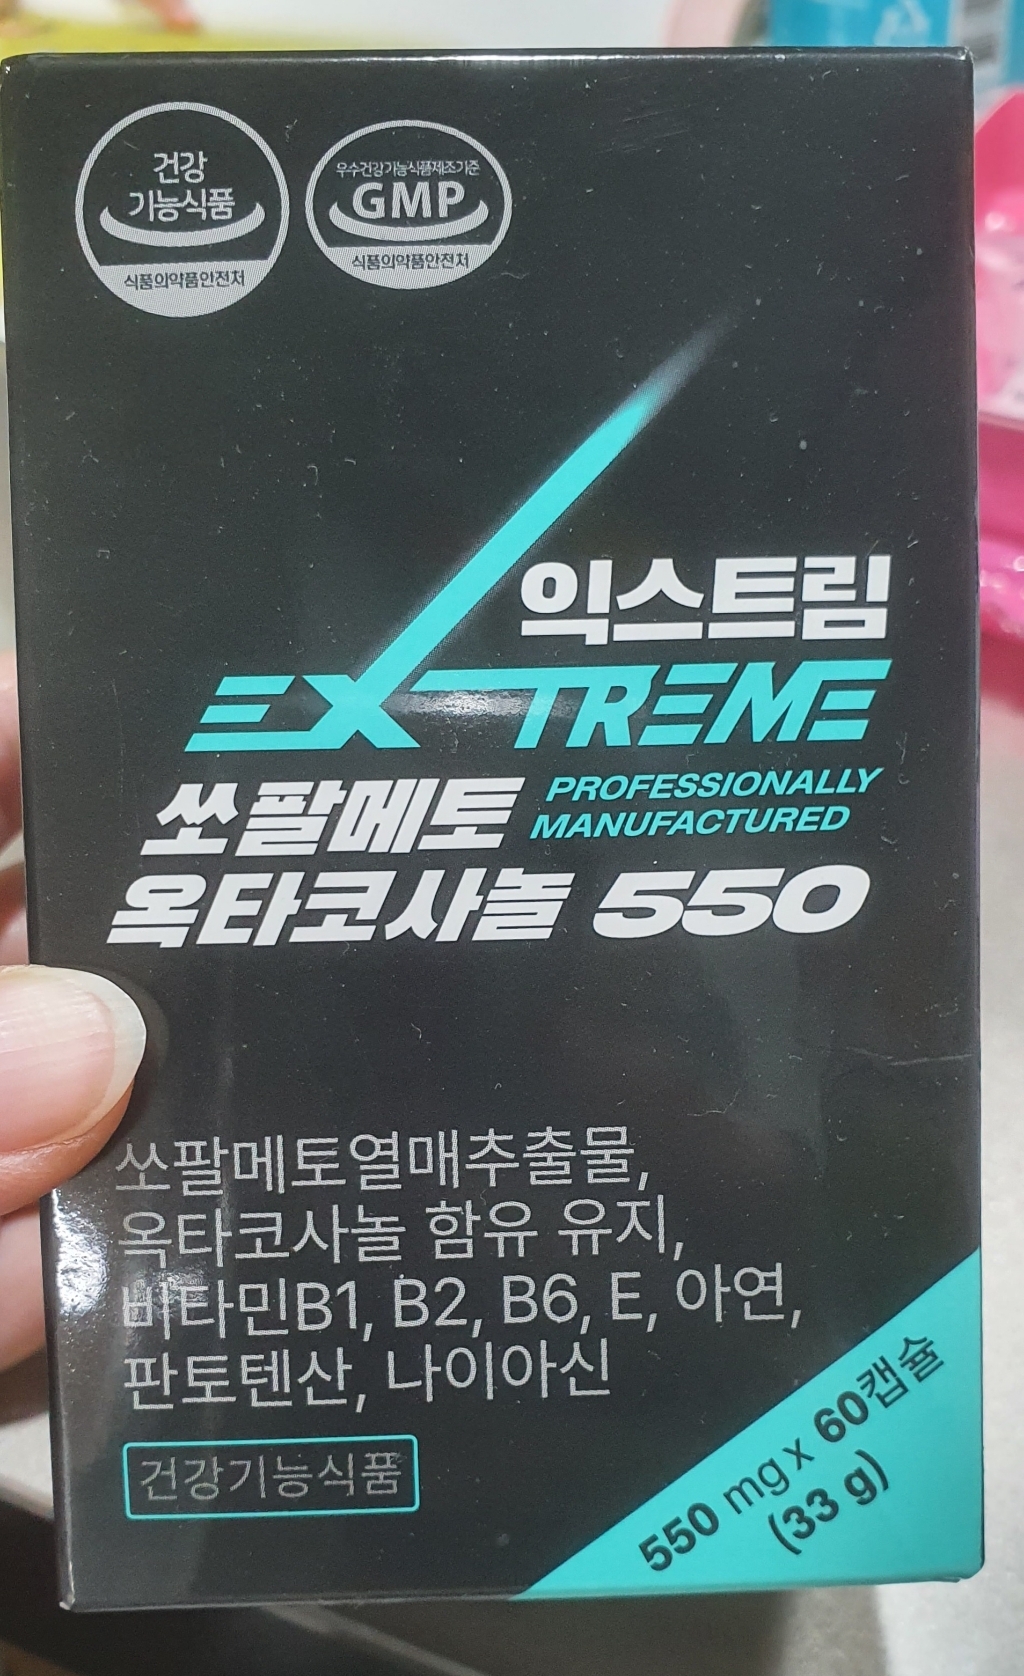 건강
기능식품
식품의약품안전처
우수건강기능식품제조기준
GMP
식품의약품안전처
익스트림
EXTREME
쏘팔메토
PROFESSIONALLY
MANUFACTURED
옥타코사놀 550
쏘팔메토열매추출물,
옥타코사놀 함유 유지,
비타민B1, B2, B6, E, 아연,
판토텐산, 나이아신
건강기능식품
550 mg x 60캡슐
(33 g)